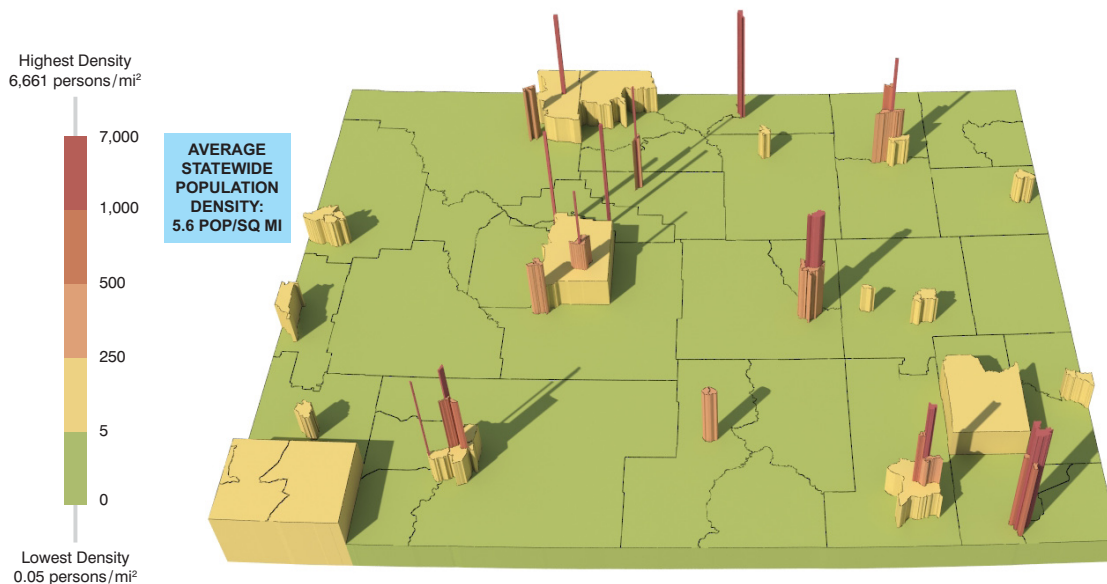 Highest Density
6,661 persons/mi²
7,000
1,000
500
250
5
0
Lowest Density
0.05 persons/mi²
AVERAGE
STATEWIDE
POPULATION
DENSITY:
5.6 POP/SQ MI